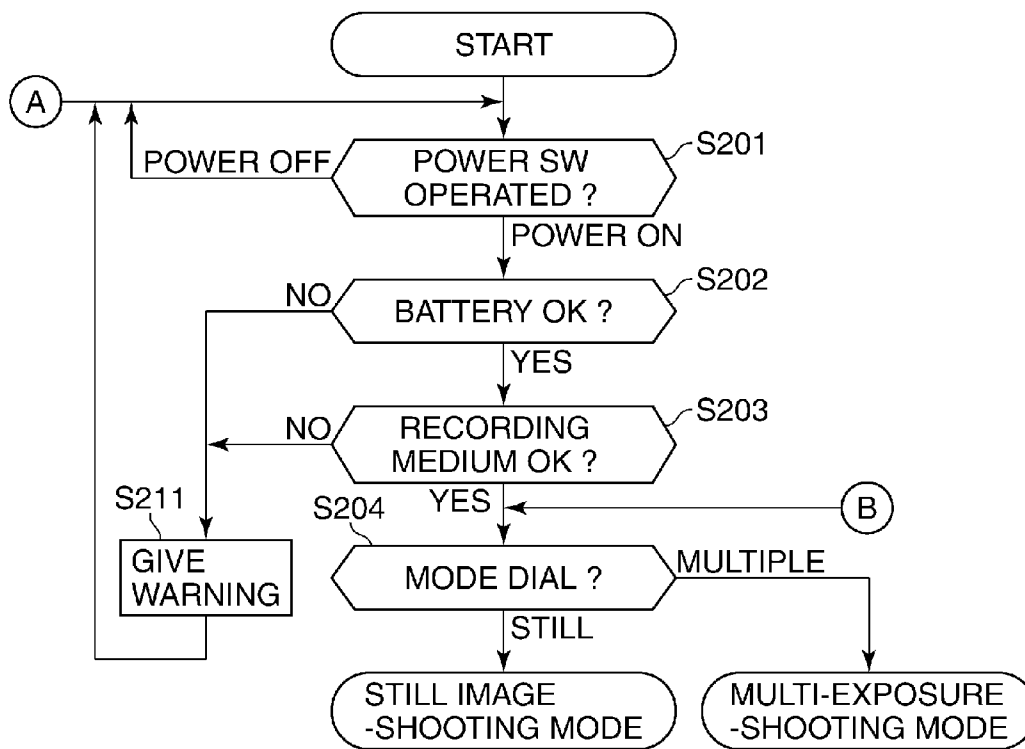 START
A
S201
POWER OFF
POWER SW
OPERATED ?
POWER ON
S202
NO
BATTERY OK ?
YES
S203
NO
RECORDING
MEDIUM OK ?
YES
B
S211
S204
GIVE
WARNING
MODE DIAL ?
MULTIPLE
STILL
STILL IMAGE
-SHOOTING MODE
MULTI-EXPOSURE
-SHOOTING MODE